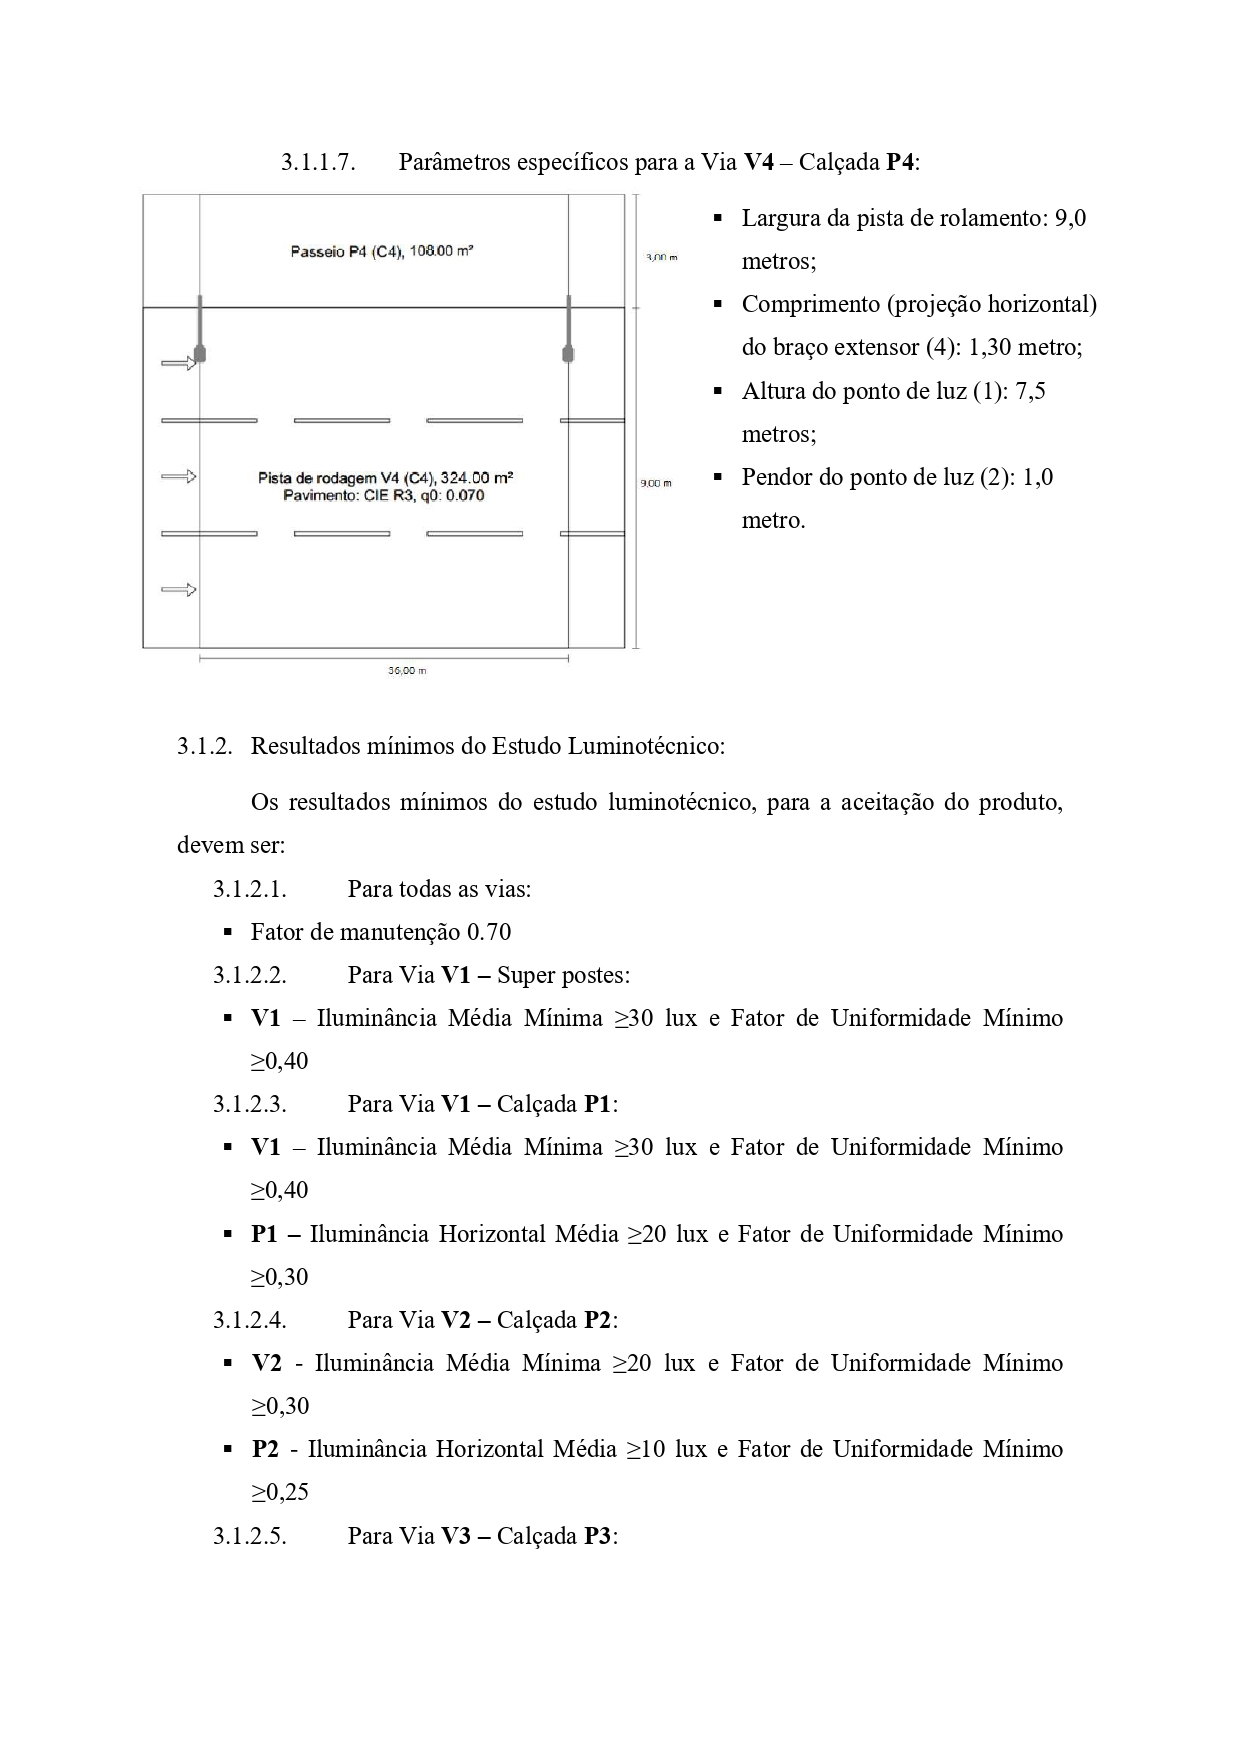 3.1.1.7. Parâmetros específicos para a Via V4 – Calçada P4:
Passeio P4 (C4), 108.00 m²
3,00 m
Pista de rodagem V4 (C4), 324.00 m²
Pavimento: CIE R3, q0: 0.070
9,00 m
36,00 m
▪ Largura da pista de rolamento: 9,0
metros;
▪ Comprimento (projeção horizontal)
do braço extensor (4): 1,30 metro;
▪ Altura do ponto de luz (1): 7,5
metros;
▪ Pendor do ponto de luz (2): 1,0
metro.
3.1.2. Resultados mínimos do Estudo Luminotécnico:
Os resultados mínimos do estudo luminotécnico, para a aceitação do produto,
devem ser:
3.1.2.1. Para todas as vias:
▪ Fator de manutenção 0.70
3.1.2.2. Para Via V1 – Super postes:
▪ V1 – Iluminância Média Mínima ≥30 lux e Fator de Uniformidade Mínimo
≥0,40
3.1.2.3. Para Via V1 – Calçada P1:
▪ V1 – Iluminância Média Mínima ≥30 lux e Fator de Uniformidade Mínimo
≥0,40
▪ P1 – Iluminância Horizontal Média ≥20 lux e Fator de Uniformidade Mínimo
≥0,30
3.1.2.4. Para Via V2 – Calçada P2:
▪ V2 - Iluminância Média Mínima ≥20 lux e Fator de Uniformidade Mínimo
≥0,30
▪ P2 - Iluminância Horizontal Média ≥10 lux e Fator de Uniformidade Mínimo
≥0,25
3.1.2.5. Para Via V3 – Calçada P3: